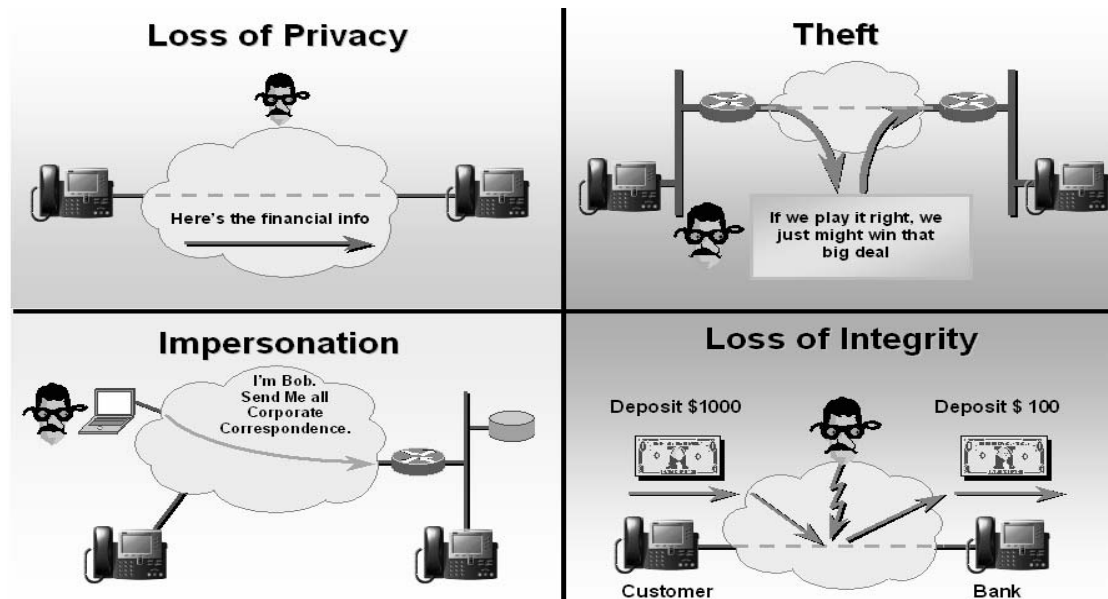 Loss of Privacy
Here's the financial info
Theft
If we play it right, we
just might win that
big deal
Impersonation
I'm Bob.
Send Me all
Corporate
Correspondence.
Loss of Integrity
Deposit $1000
Deposit $ 100
Customer
Bank